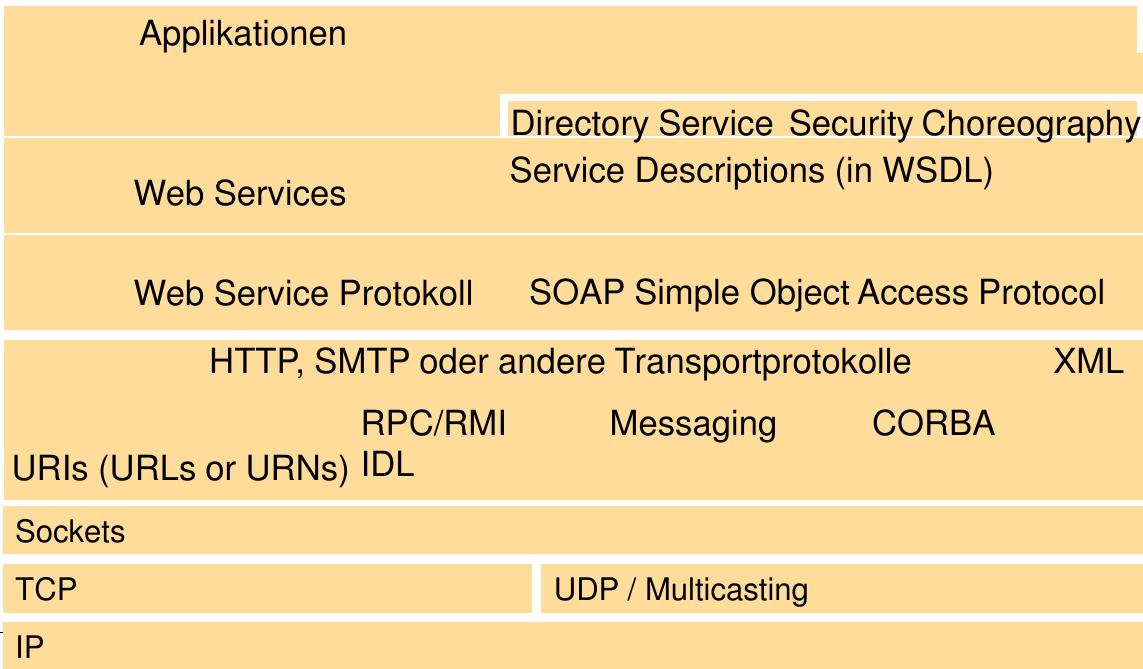 Applikationen
Directory Service Security Choreography
Service Descriptions (in WSDL)
Web Services
Web Service Protokoll SOAP Simple Object Access Protocol
HTTP, SMTP oder andere Transportprotokolle XML
RPC/RMI Messaging CORBA
URIs (URLs or URNs) IDL
Sockets
TCP UDP / Multicasting
IP